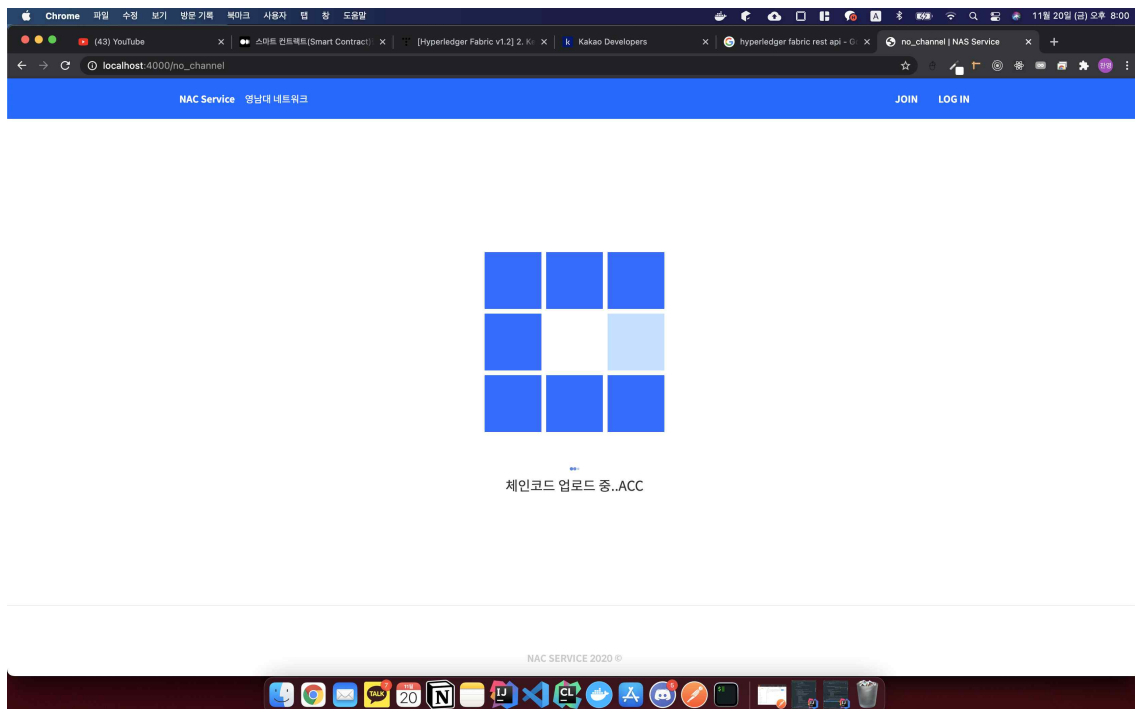 Chrome 파일 수정 보기 방문 기록 북마크 사용자 탭 창 도움말 11월 20일 (금) 오후 8:00
(43) YouTube 스마트 컨트랙트(Smart Contract) [Hyperledger Fabric v1.2] 2. Kakao Developers hyperledger fabric rest api - G no_channel | NAS Service
localhost:4000/no_channel
NAC Service 영남대 네트워크 JOIN LOG IN
체인코드 업로드 중..ACC
NAC SERVICE 2020 ©
TALK 20 N IJ CL